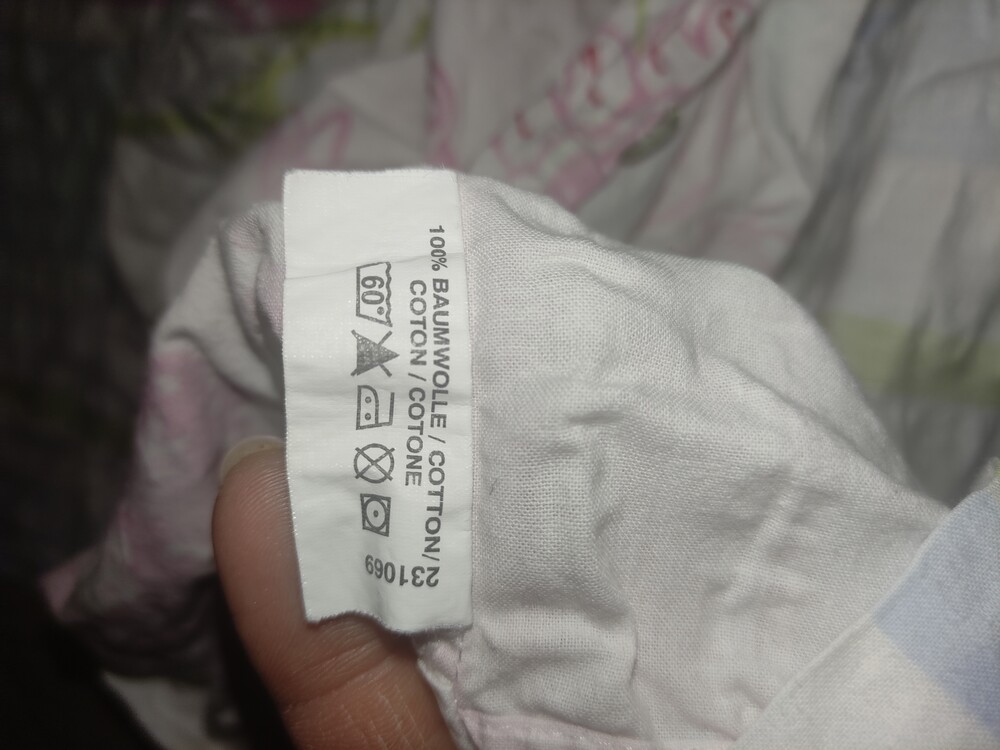 100% BAUMWOLLE / COTTON /
COTON / COTONE
60°
231069